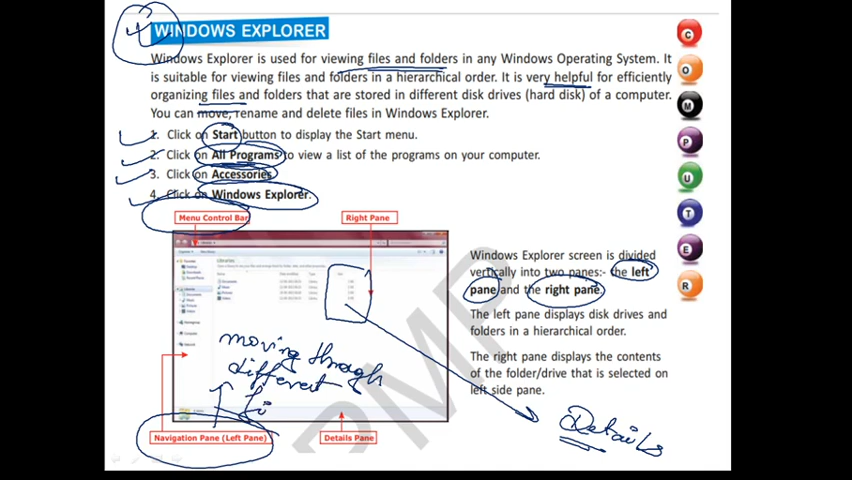 4
WINDOWS EXPLORER
Windows Explorer is used for viewing files and folders in any Windows Operating System. It
is suitable for viewing files and folders in a hierarchical order. It is very helpful for efficiently
organizing files and folders that are stored in different disk drives (hard disk) of a computer.
You can move, rename and delete files in Windows Explorer.
1. Click on Start button to display the Start menu.
2. Click on All Programs to view a list of the programs on your computer.
3. Click on Accessories
4. Click on Windows Explorer.
Menu Control Bar
Right Pane
Libraries
Windows Explorer screen is divided
vertically into two panes:- the left
pane and the right pane.
The left pane displays disk drives and
folders in a hierarchical order.
The right pane displays the contents
of the folder/drive that is selected on
left side pane.
moving through
different
fi
Navigation Pane (Left Pane)
Details Pane
Details
PMP
C
O
M
P
U
T
E
R